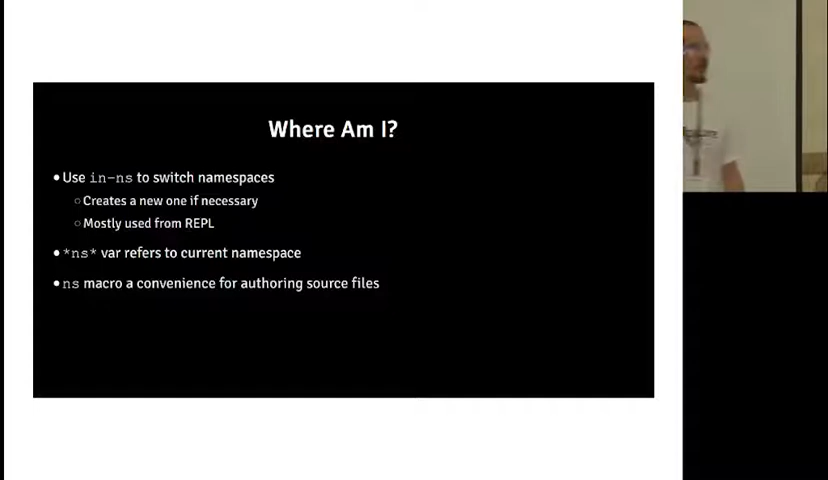 Where Am I?
• Use in-ns to switch namespaces
○ Creates a new one if necessary
○ Mostly used from REPL
• *ns* var refers to current namespace
• ns macro a convenience for authoring source files